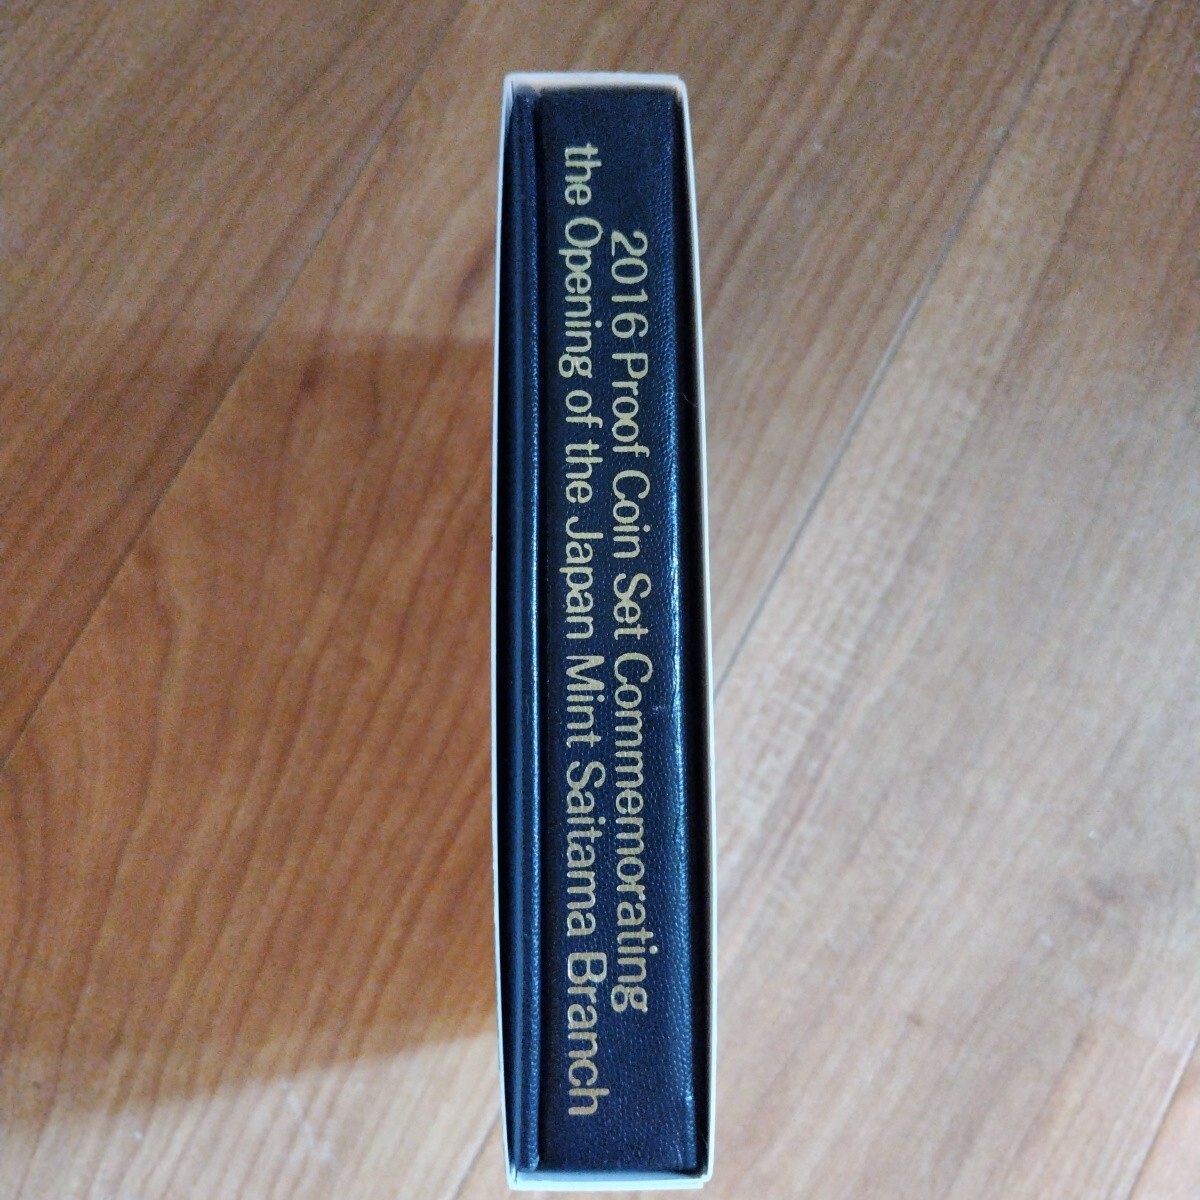 2016 Proof Coin Set Commemorating
the Opening of the Japan Mint Saitama Branch